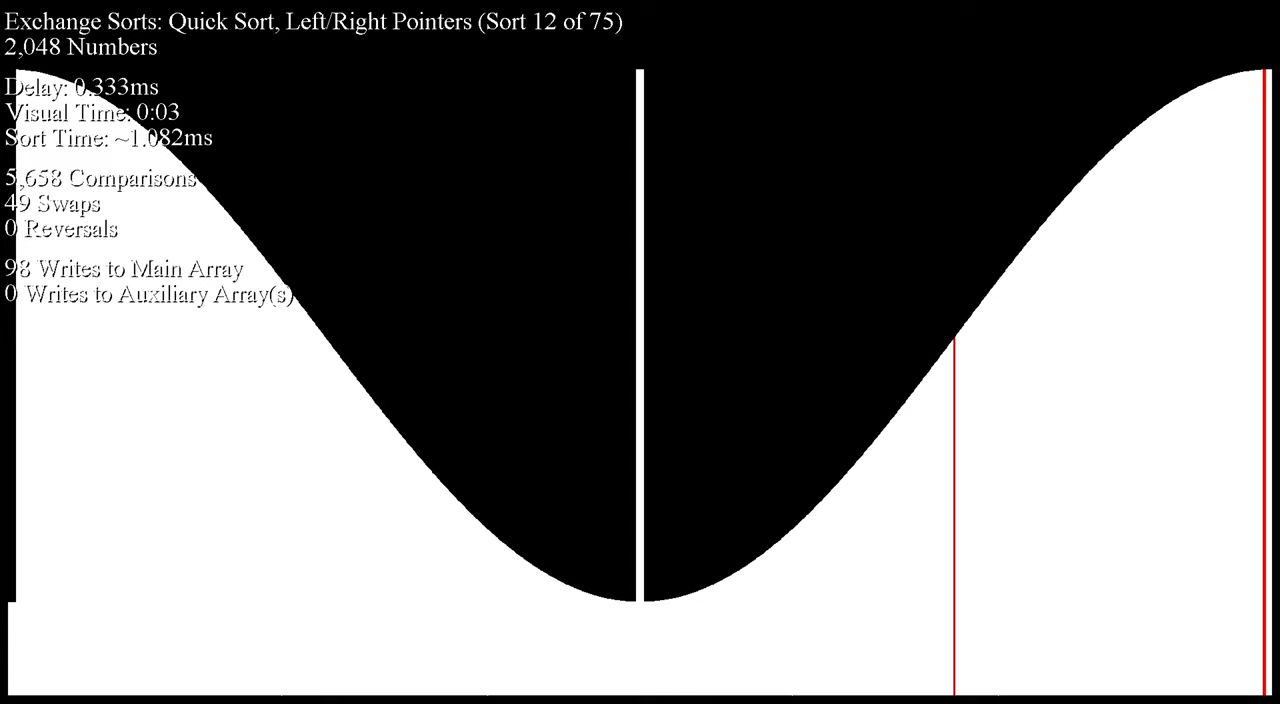 Exchange Sorts: Quick Sort, Left/Right Pointers (Sort 12 of 75)
2,048 Numbers
Delay: 0.333ms
Visual Time: 0:03
Sort Time: ~1.082ms
5,658 Comparisons
49 Swaps
0 Reversals
98 Writes to Main Array
0 Writes to Auxiliary Array(s)